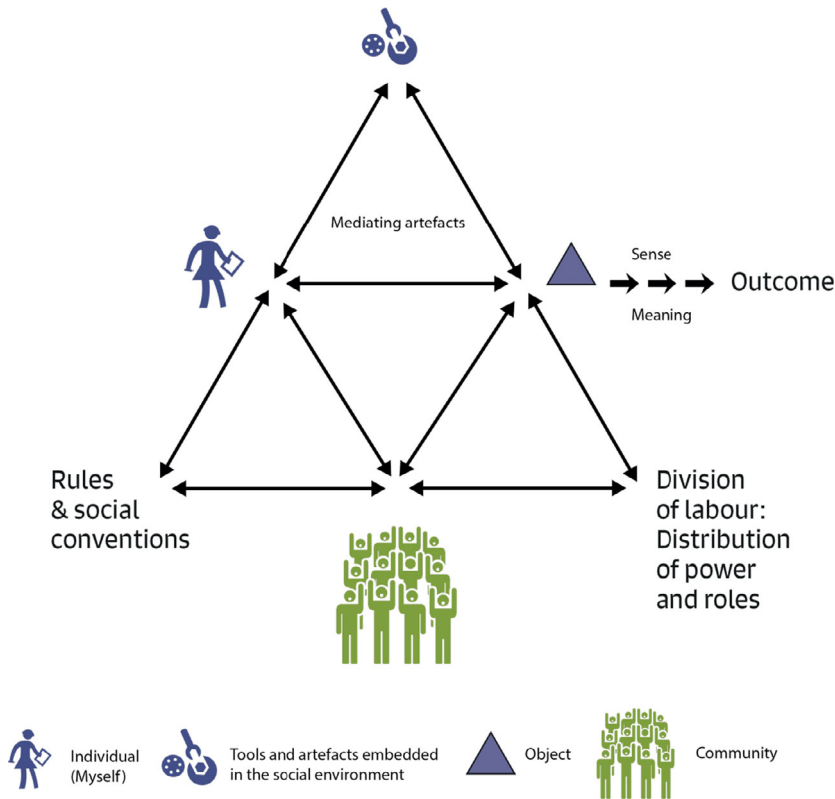 Mediating artefacts
Sense
Outcome
Meaning
Rules
& social
conventions
Division
of labour:
Distribution
of power
and roles
Individual
(Myself)
Tools and artefacts embedded
in the social environment
Object
Community